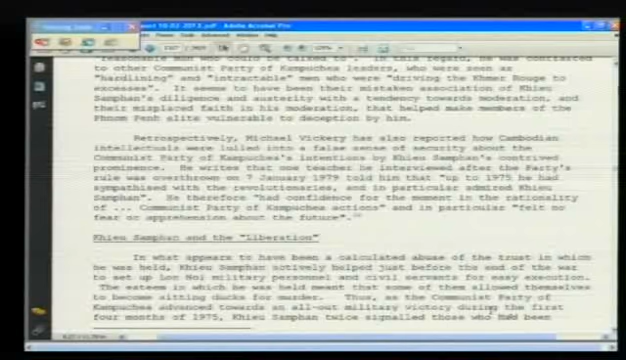 "reasonable man who could be talked to". In this regard, he was contrasted
to other Communist Party of Kampuchea leaders, who were seen as
"hardlining" and "intractable" men who were "driving the Khmer Rouge to
excesses". It seems to have been their mistaken association of Khieu
Samphan's diligence and austerity with a tendency towards moderation, and
their misplaced faith in his moderation, that helped make members of the
Phnom Penh elite vulnerable to deception by him.
Retrospectively, Michael Vickery has also reported how Cambodian
intellectuals were lulled into a false sense of security about the
Communist Party of Kampuchea's intentions by Khieu Samphan's contrived
prominence. He writes that one teacher he interviewed after the Party's
rule was overthrown on 7 January 1979 told him that "up to 1975 he had
sympathised with the revolutionaries, and in particular admired Khieu
Samphan". He therefore "had confidence for the moment in the rationality
of ... Communist Party of Kampuchea actions" and in particular "felt no
fear or apprehension about the future".
Khieu Samphan and the "Liberation"
In what appears to have been a calculated abuse of the trust in which
he was held, Khieu Samphan actively helped just before the end of the war
to set up Lon Nol military personnel and civil servants for easy execution.
The esteem in which he was held meant that some of them allowed themselves
to become sitting ducks for murder. Thus, as the Communist Party of
Kampuchea advanced towards an all-out military victory during the first
four months of 1975, Khieu Samphan twice signalled those who had been